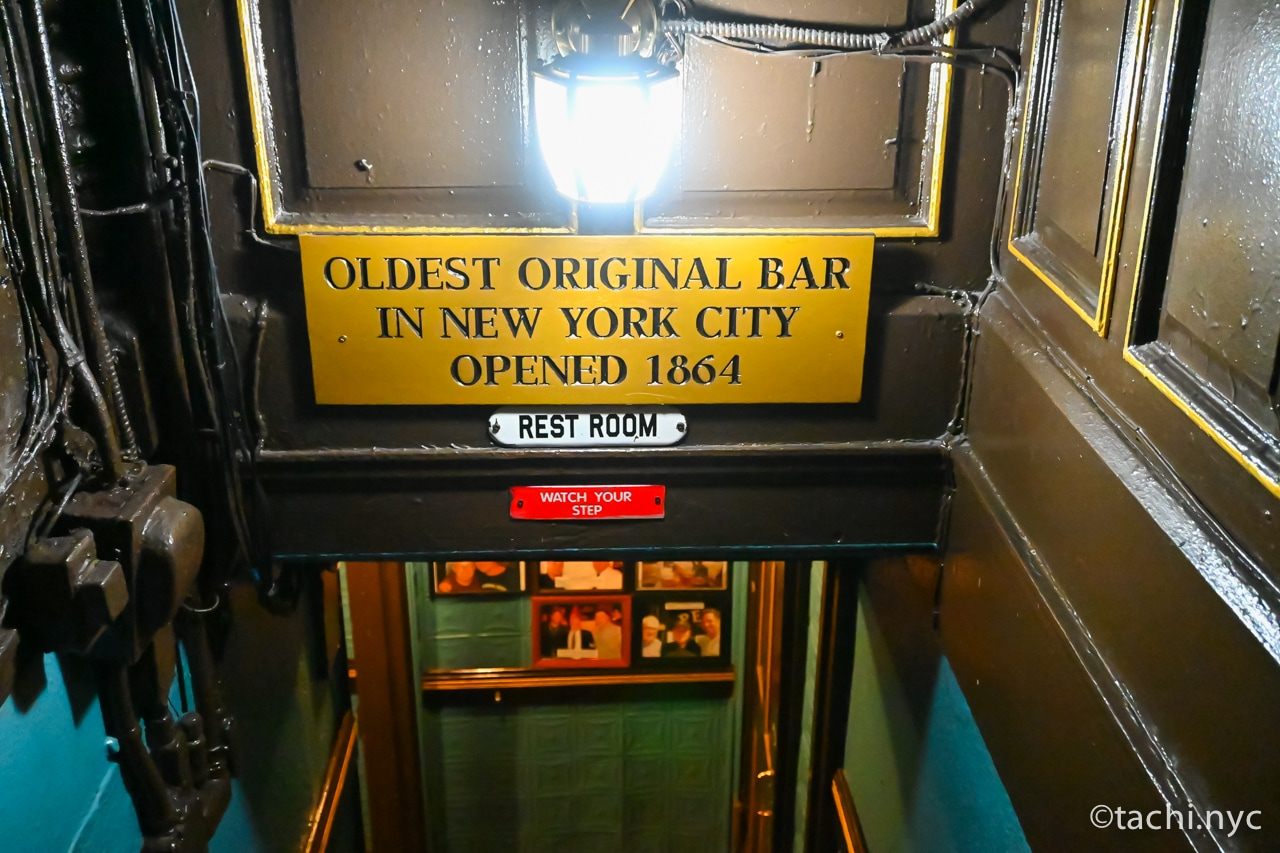 OLDEST ORIGINAL BAR
IN NEW YORK CITY
OPENED 1864
REST ROOM
WATCH YOUR
STEP
©tachi.nyc